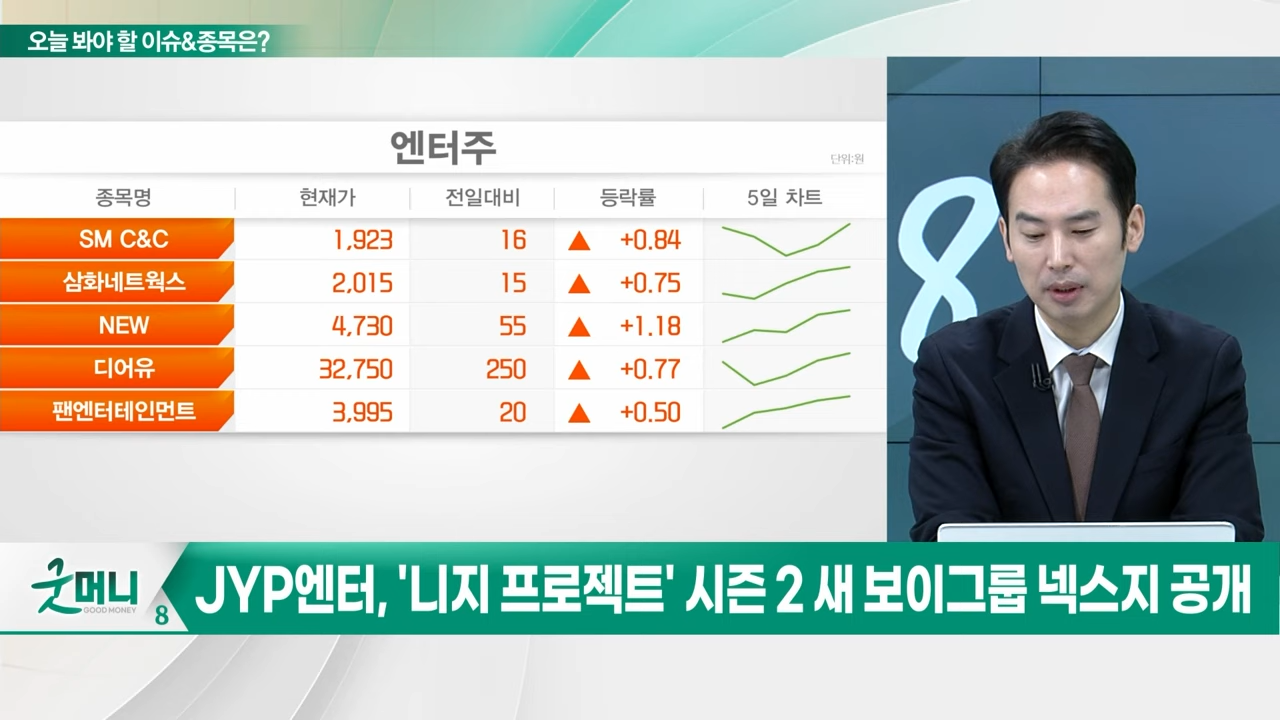 오늘 봐야 할 이슈&종목은?
엔터주
단위:원
종목명 현재가 전일대비 등락률 5일 차트
SM C&C 1,923 16 ▲ +0.84
삼화네트웍스 2,015 15 ▲ +0.75
NEW 4,730 55 ▲ +1.18
디어유 32,750 250 ▲ +0.77
팬엔터테인먼트 3,995 20 ▲ +0.50
8
굿머니
GOOD MONEY
8
JYP엔터, '니지 프로젝트' 시즌 2 새 보이그룹 넥스지 공개